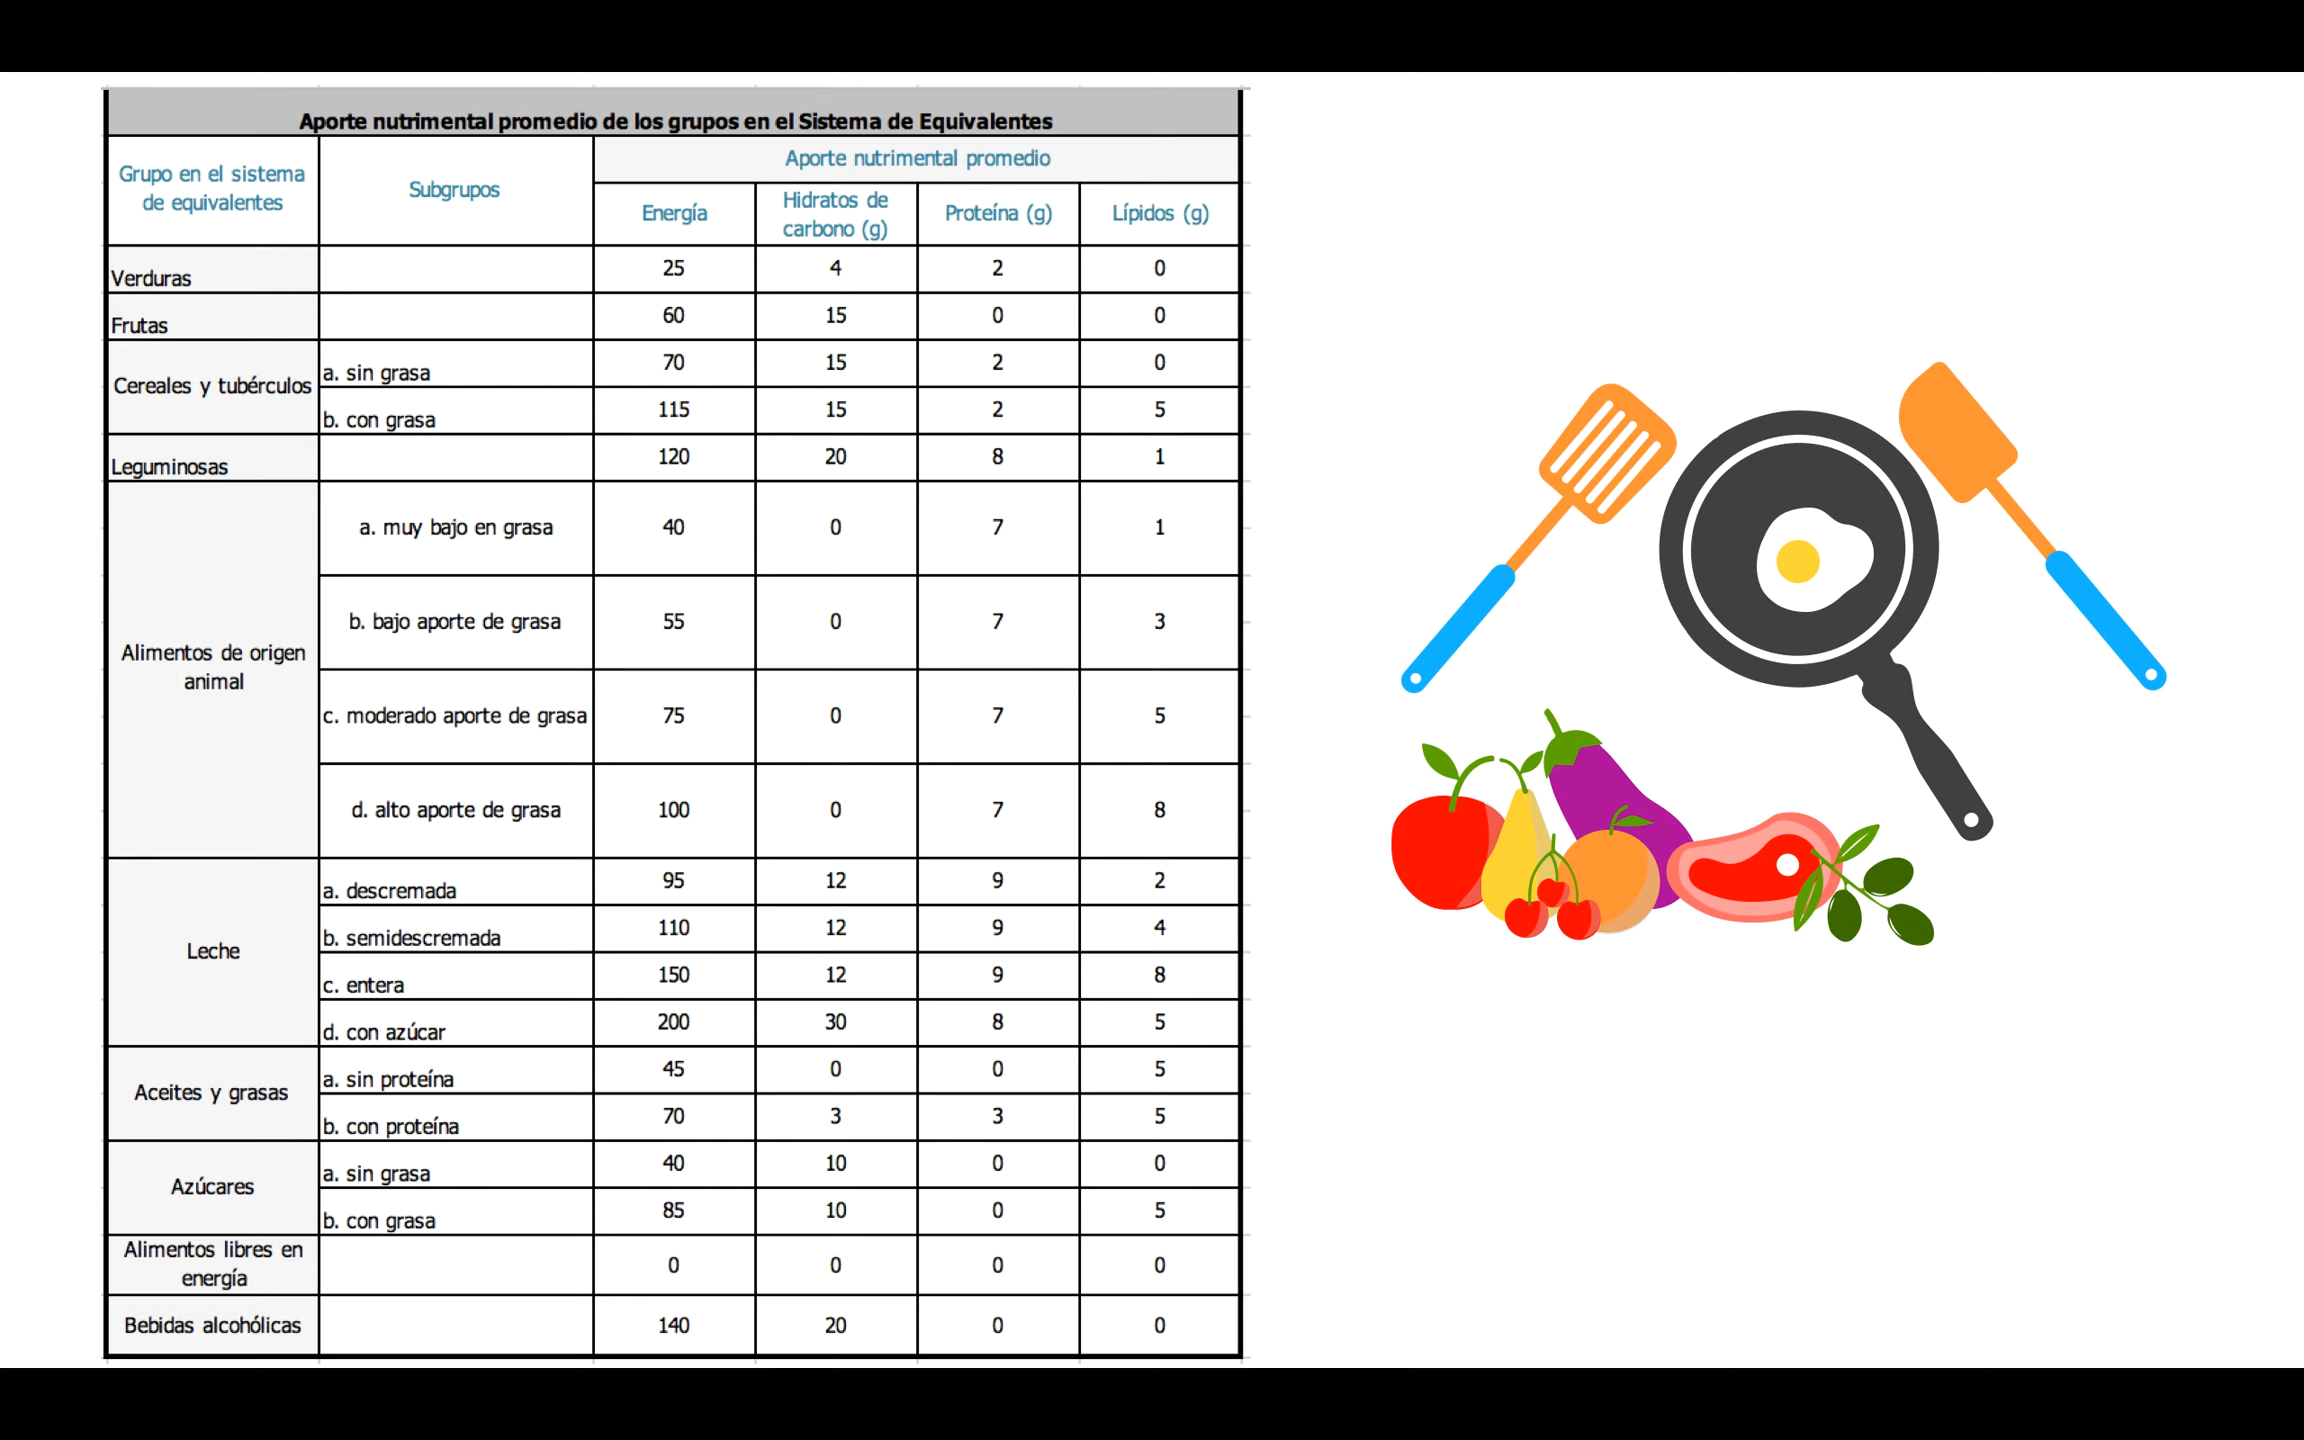 Aporte nutrimental promedio de los grupos en el Sistema de Equivalentes
Grupo en el sistema
de equivalentes
Subgrupos
Aporte nutrimental promedio
Energía
Hidratos de
carbono (g)
Proteína (g)
Lípidos (g)
Verduras 25 4 2 0
Frutas 60 15 0 0
Cereales y tubérculos
a. sin grasa 70 15 2 0
b. con grasa 115 15 2 5
Leguminosas 120 20 8 1
Alimentos de origen
animal
a. muy bajo en grasa 40 0 7 1
b. bajo aporte de grasa 55 0 7 3
c. moderado aporte de grasa 75 0 7 5
d. alto aporte de grasa 100 0 7 8
Leche
a. descremada 95 12 9 2
b. semidescremada 110 12 9 4
c. entera 150 12 9 8
d. con azúcar 200 30 8 5
Aceites y grasas
a. sin proteína 45 0 0 5
b. con proteína 70 3 3 5
Azúcares
a. sin grasa 40 10 0 0
b. con grasa 85 10 0 5
Alimentos libres en
energía
0 0 0 0
Bebidas alcohólicas 140 20 0 0